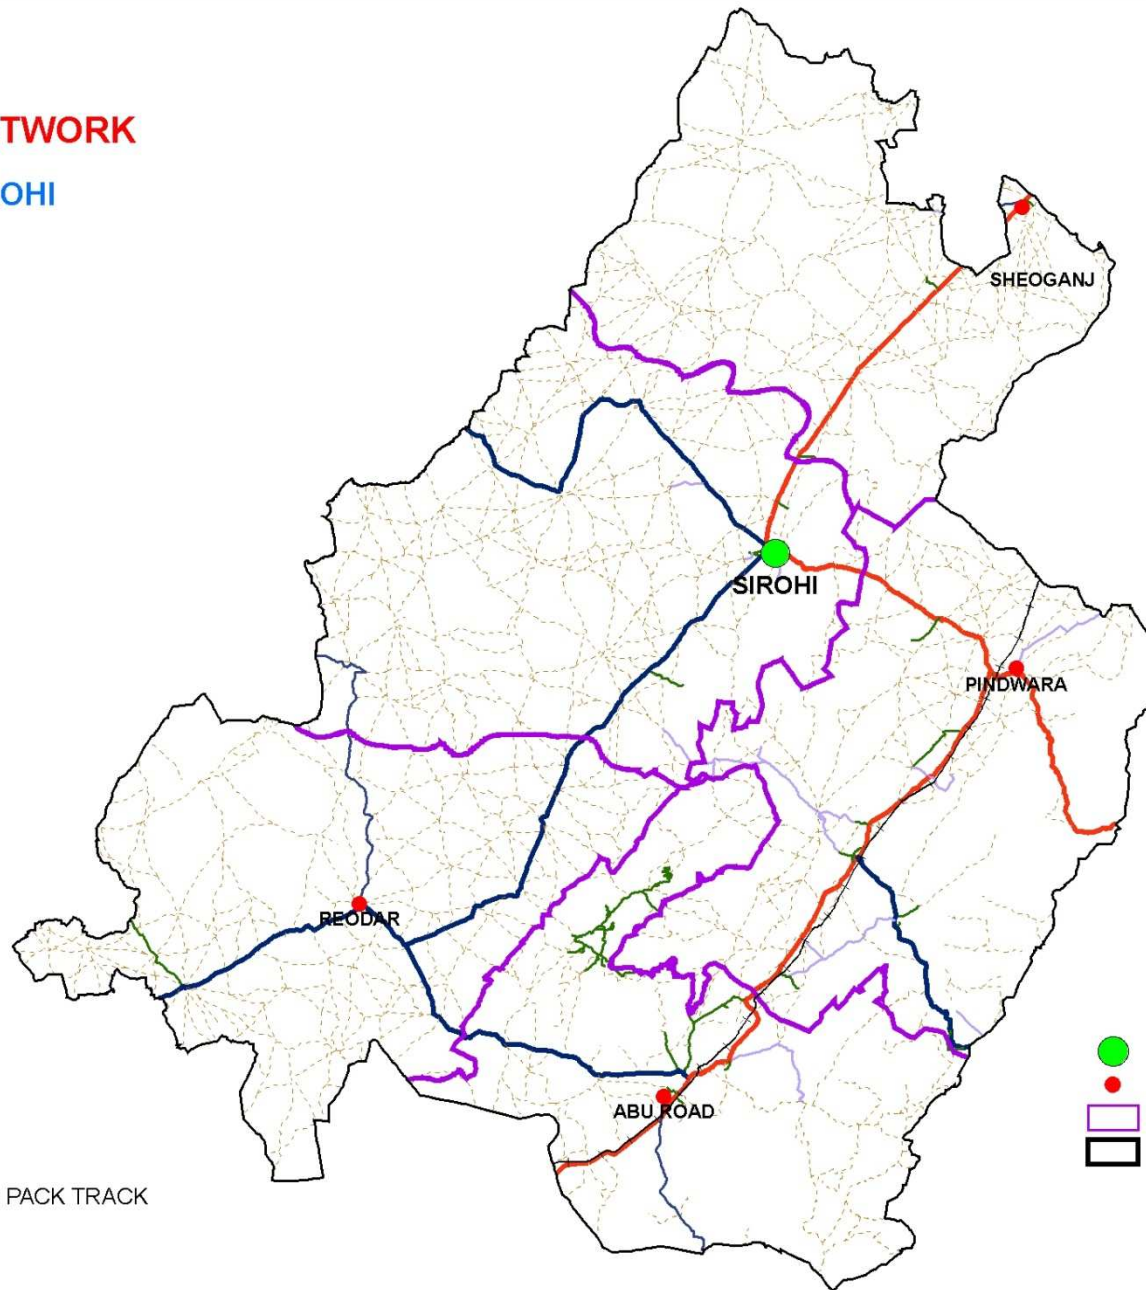 TWORK
OHI
SHEOGANJ
SIROHI
PINDWARA
REODAR
ABU ROAD
PACK TRACK